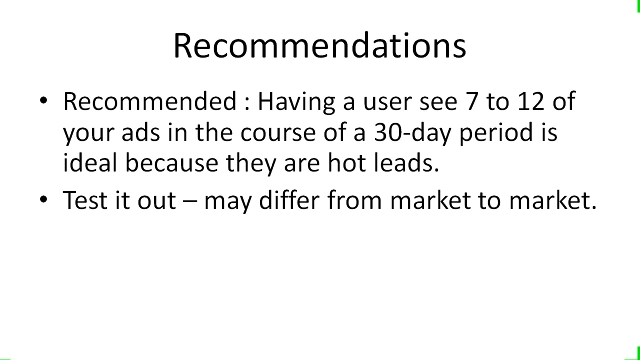 Recommendations
• Recommended : Having a user see 7 to 12 of
your ads in the course of a 30-day period is
ideal because they are hot leads.
• Test it out – may differ from market to market.